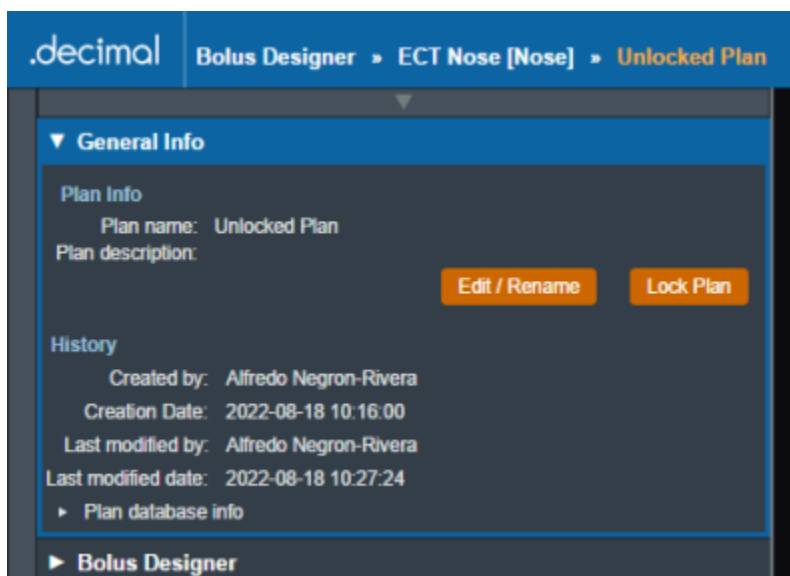 .decimal Bolus Designer » ECT Nose [Nose] » Unlocked Plan
General Info
Plan Info
Plan name: Unlocked Plan
Plan description:
Edit / Rename Lock Plan
History
Created by: Alfredo Negron-Rivera
Creation Date: 2022-08-18 10:16:00
Last modified by: Alfredo Negron-Rivera
Last modified date: 2022-08-18 10:27:24
Plan database info
Bolus Designer